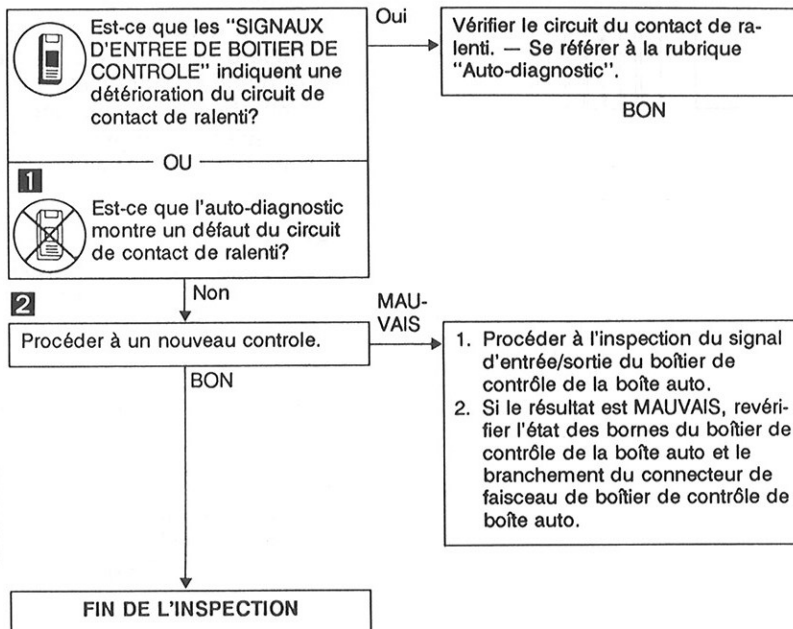 Est-ce que les "SIGNAUX
D'ENTREE DE BOITIER DE
CONTROLE" indiquent une
détérioration du circuit de
contact de ralenti?
Oui
Vérifier le circuit du contact de ra-
lenti. — Se référer à la rubrique
"Auto-diagnostic".
BON
OU
1
Est-ce que l'auto-diagnostic
montre un défaut du circuit
de contact de ralenti?
Non
2
Procéder à un nouveau controle.
MAU-
VAIS
1. Procéder à l'inspection du signal
d'entrée/sortie du boîtier de
contrôle de la boîte auto.
2. Si le résultat est MAUVAIS, revéri-
fier l'état des bornes du boîtier de
contrôle de la boîte auto et le
branchement du connecteur de
faisceau de boîtier de contrôle de
boîte auto.
BON
FIN DE L'INSPECTION